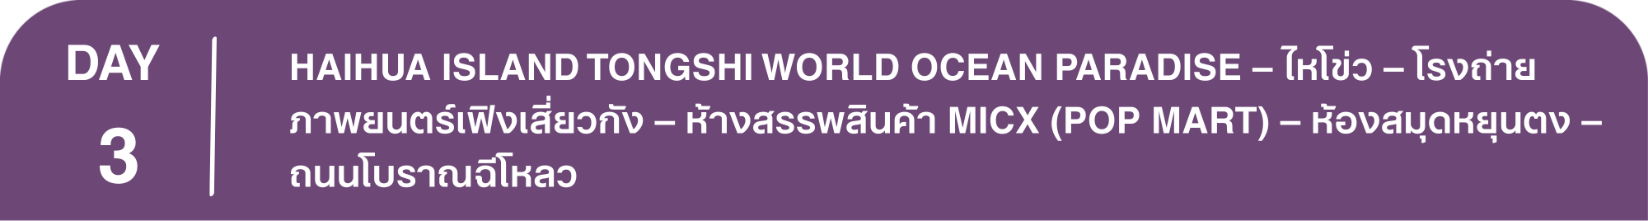 DAY
3
HAIHUA ISLAND TONGSHI WORLD OCEAN PARADISE – ไหโข่ว – โรงถ่าย
ภาพยนตร์เฟิงเสี่ยวกัง – ห้างสรรพสินค้า MICX (POP MART) – ห้องสมุดหยุนตง –
ถนนโบราณฉีโหลว